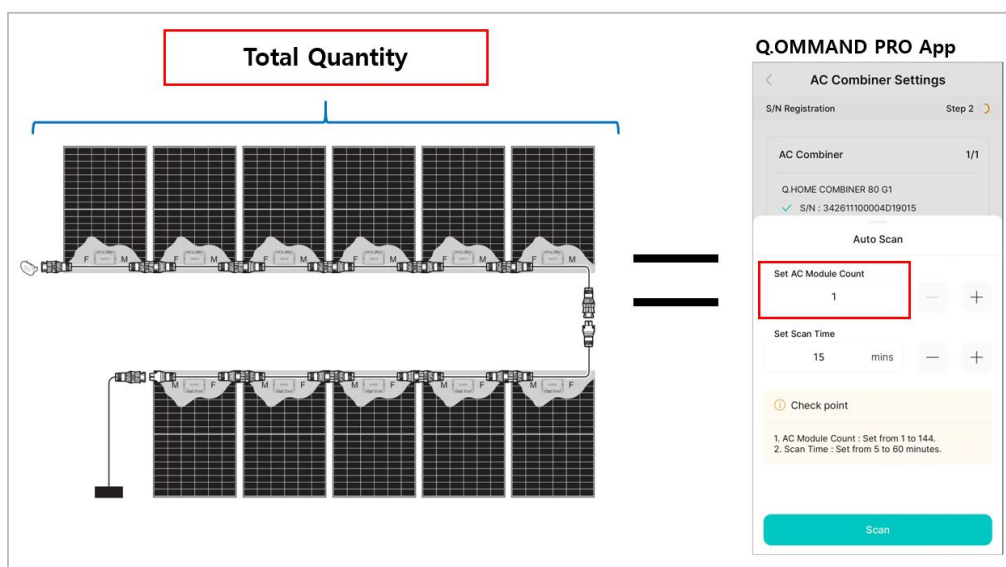 Total Quantity
Q.OMMAND PRO App
AC Combiner Settings
S/N Registration Step 2
AC Combiner 1/1
Q.HOME COMBINER 80 G1
S/N : 342611100004D19015
Auto Scan
Set AC Module Count
1
Set Scan Time
15 mins
Check point
1. AC Module Count : Set from 1 to 144.
2. Scan Time : Set from 5 to 60 minutes.
Scan
F M F M F M F M F M F M
M F M F M F M F M F